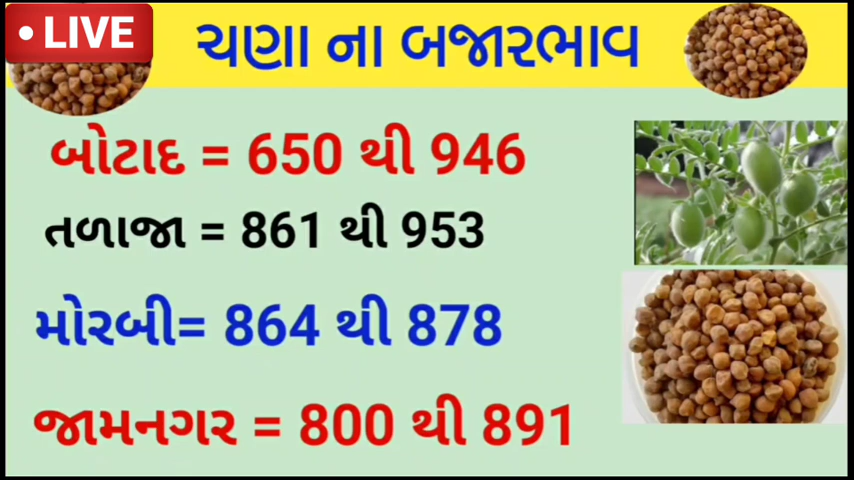 LIVE
ચણા ના બજારભાવ
બોટાદ = 650 થી 946
તળાજા = 861 થી 953
મોરબી= 864 થી 878
જામનગર = 800 થી 891